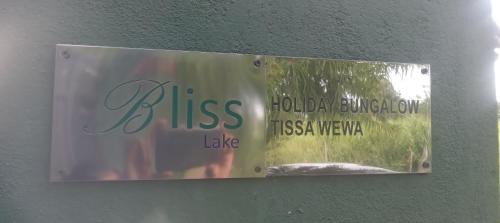 Bliss
Lake
HOLIDAY BUNGALOW
TISSA WEWA